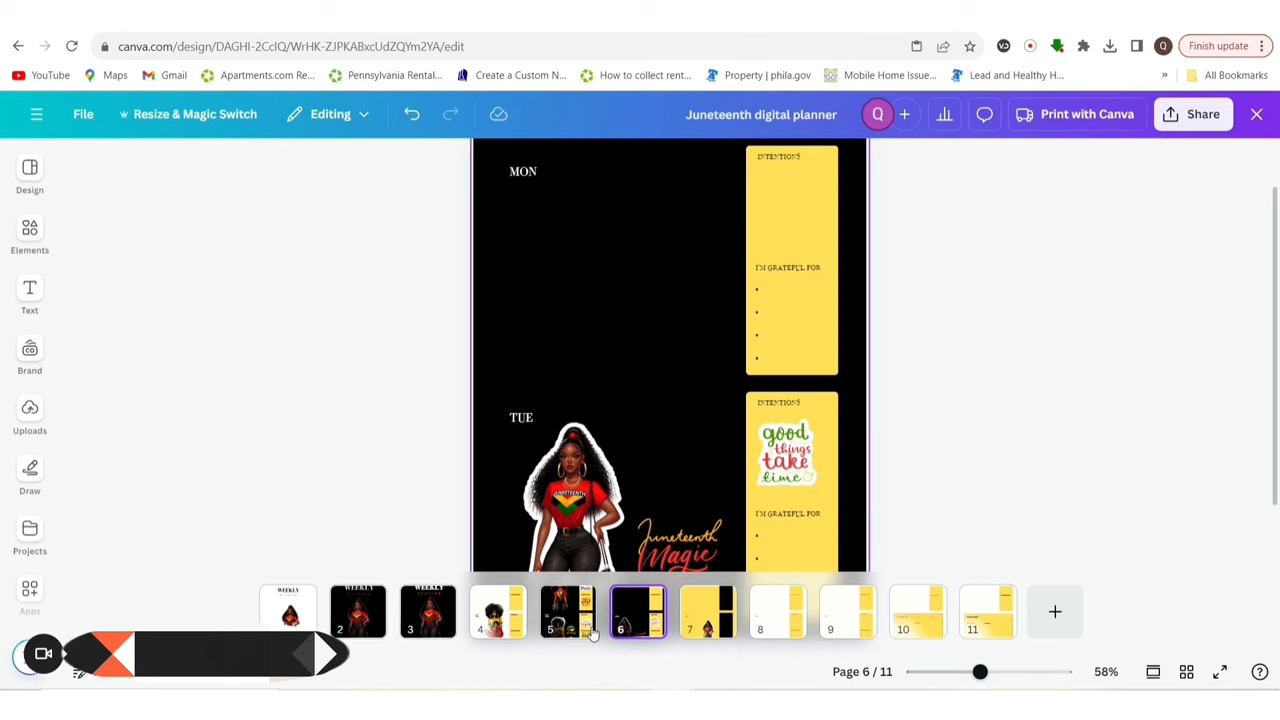 canva.com/design/DAGHI-2CclQ/WrHK-ZJPKABxcUdZQYm2YA/edit
Finish update
YouTube
Maps
Gmail
Apartments.com Re...
Pennsylvania Rental...
Create a Custom N...
How to collect rent...
Property | phila.gov
Mobile Home Issue...
Lead and Healthy H...
»
All Bookmarks
File
Resize & Magic Switch
Editing
Juneteenth digital planner
Q
Print with Canva
Share
Design
Elements
Text
Brand
Uploads
Draw
Projects
Apps
MON
INTENTIONS
I'M GRATEFUL FOR
TUE
JUNETEENTH
Juneteenth
Magic
INTENTIONS
good
things
take
time
I'M GRATEFUL FOR
WEEKLY
WEEKLY
2
WEEKLY
3
4
5
6
7
8
9
10
11
Page 6 / 11
58%